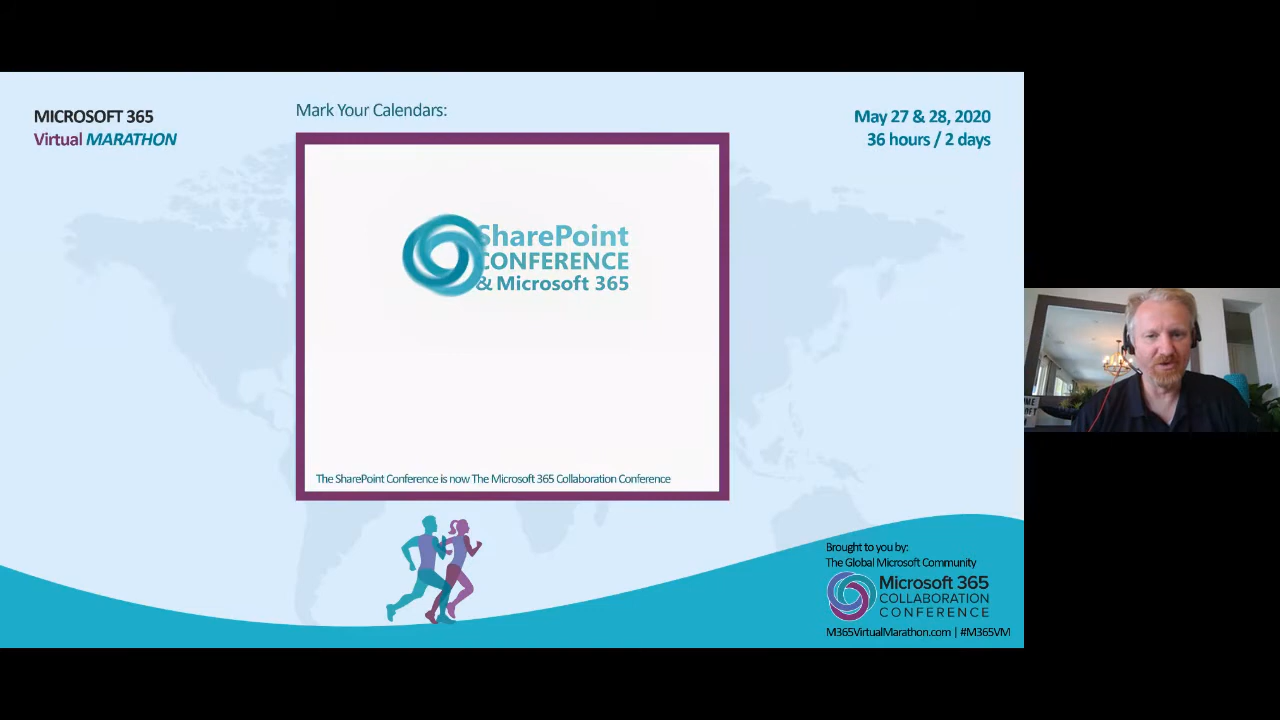 MICROSOFT 365
Virtual MARATHON
Mark Your Calendars:
May 27 & 28, 2020
36 hours / 2 days
SharePoint
CONFERENCE
& Microsoft 365
The SharePoint Conference is now The Microsoft 365 Collaboration Conference
Brought to you by:
The Global Microsoft Community
Microsoft 365
COLLABORATION
CONFERENCE
M365VirtualMarathon.com | #M365VM